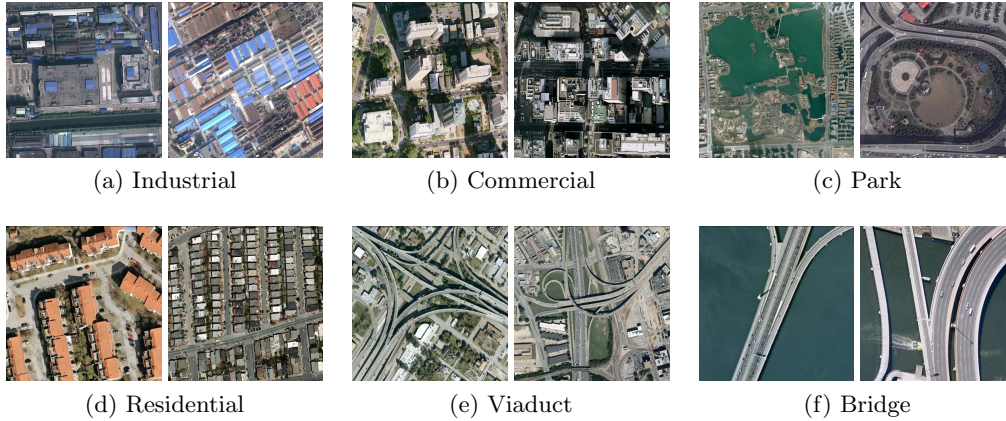 (a) Industrial
(b) Commercial
(c) Park
(d) Residential
(e) Viaduct
(f) Bridge